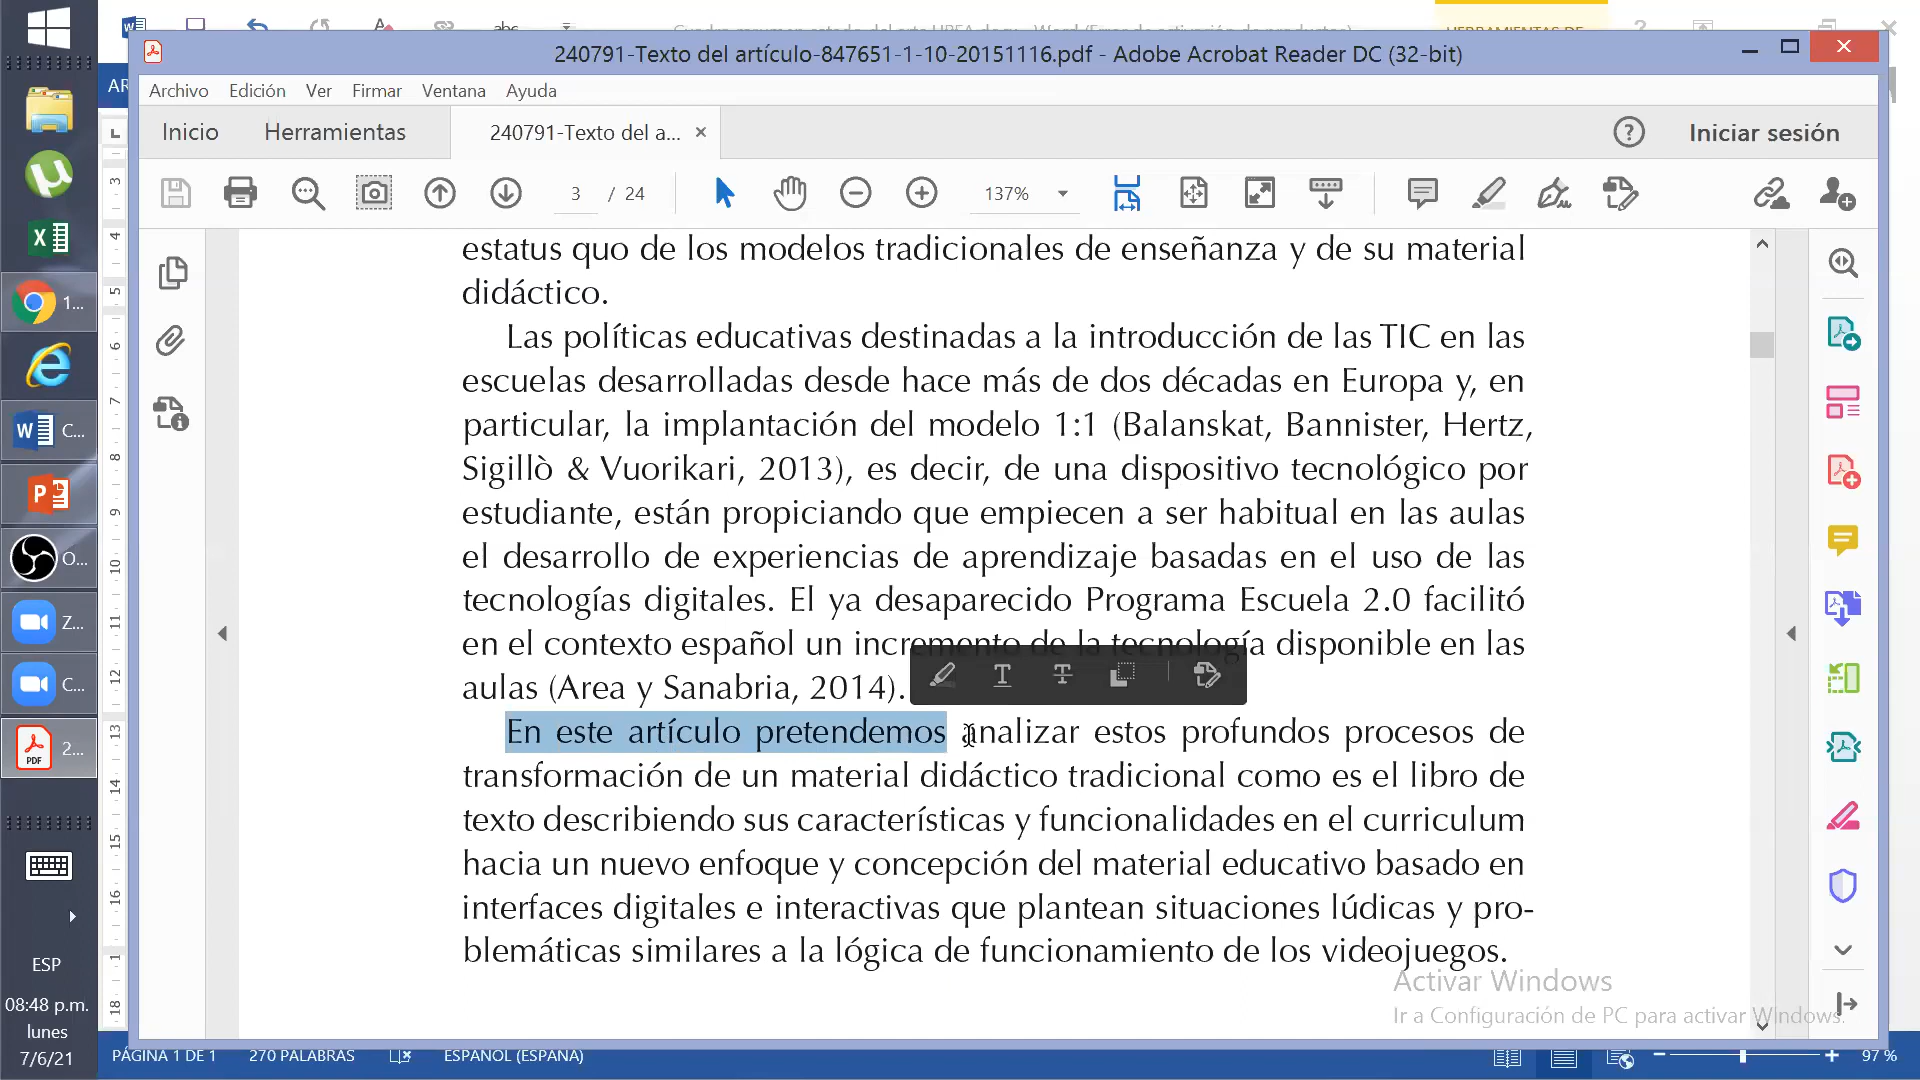 240791-Texto del artículo-847651-1-10-20151116.pdf - Adobe Acrobat Reader DC (32-bit)
Archivo Edición Ver Firmar Ventana Ayuda
Inicio Herramientas 240791-Texto del a... × Iniciar sesión
3 / 24 137%
estatus quo de los modelos tradicionales de enseñanza y de su material
didáctico.
Las políticas educativas destinadas a la introducción de las TIC en las
escuelas desarrolladas desde hace más de dos décadas en Europa y, en
particular, la implantación del modelo 1:1 (Balanskat, Bannister, Hertz,
Sigillò & Vuorikari, 2013), es decir, de una dispositivo tecnológico por
estudiante, están propiciando que empiecen a ser habitual en las aulas
el desarrollo de experiencias de aprendizaje basadas en el uso de las
tecnologías digitales. El ya desaparecido Programa Escuela 2.0 facilitó
en el contexto español un incremento de la tecnología disponible en las
aulas (Area y Sanabria, 2014).
En este artículo pretendemos analizar estos profundos procesos de
transformación de un material didáctico tradicional como es el libro de
texto describiendo sus características y funcionalidades en el curriculum
hacia un nuevo enfoque y concepción del material educativo basado en
interfaces digitales e interactivas que plantean situaciones lúdicas y pro-
blemáticas similares a la lógica de funcionamiento de los videojuegos.
Activar Windows
Ir a Configuración de PC para activar Windows.
1...
C...
O...
Z...
C...
2...
ESP
08:48 p.m.
lunes
7/6/21
PÁGINA 1 DE 1 270 PALABRAS ESPAÑOL (ESPAÑA) 97 %